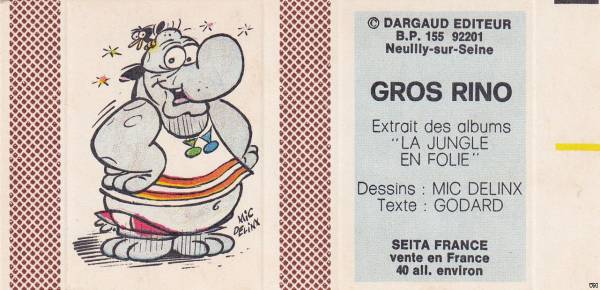 MIC
DELINX
© DARGAUD EDITEUR
B.P. 155 92201
Neuilly-sur-Seine
GROS RINO
Extrait des albums
"LA JUNGLE
EN FOLIE"
Dessins : MIC DELINX
Texte : GODARD
SEITA FRANCE
vente en France
40 all. environ